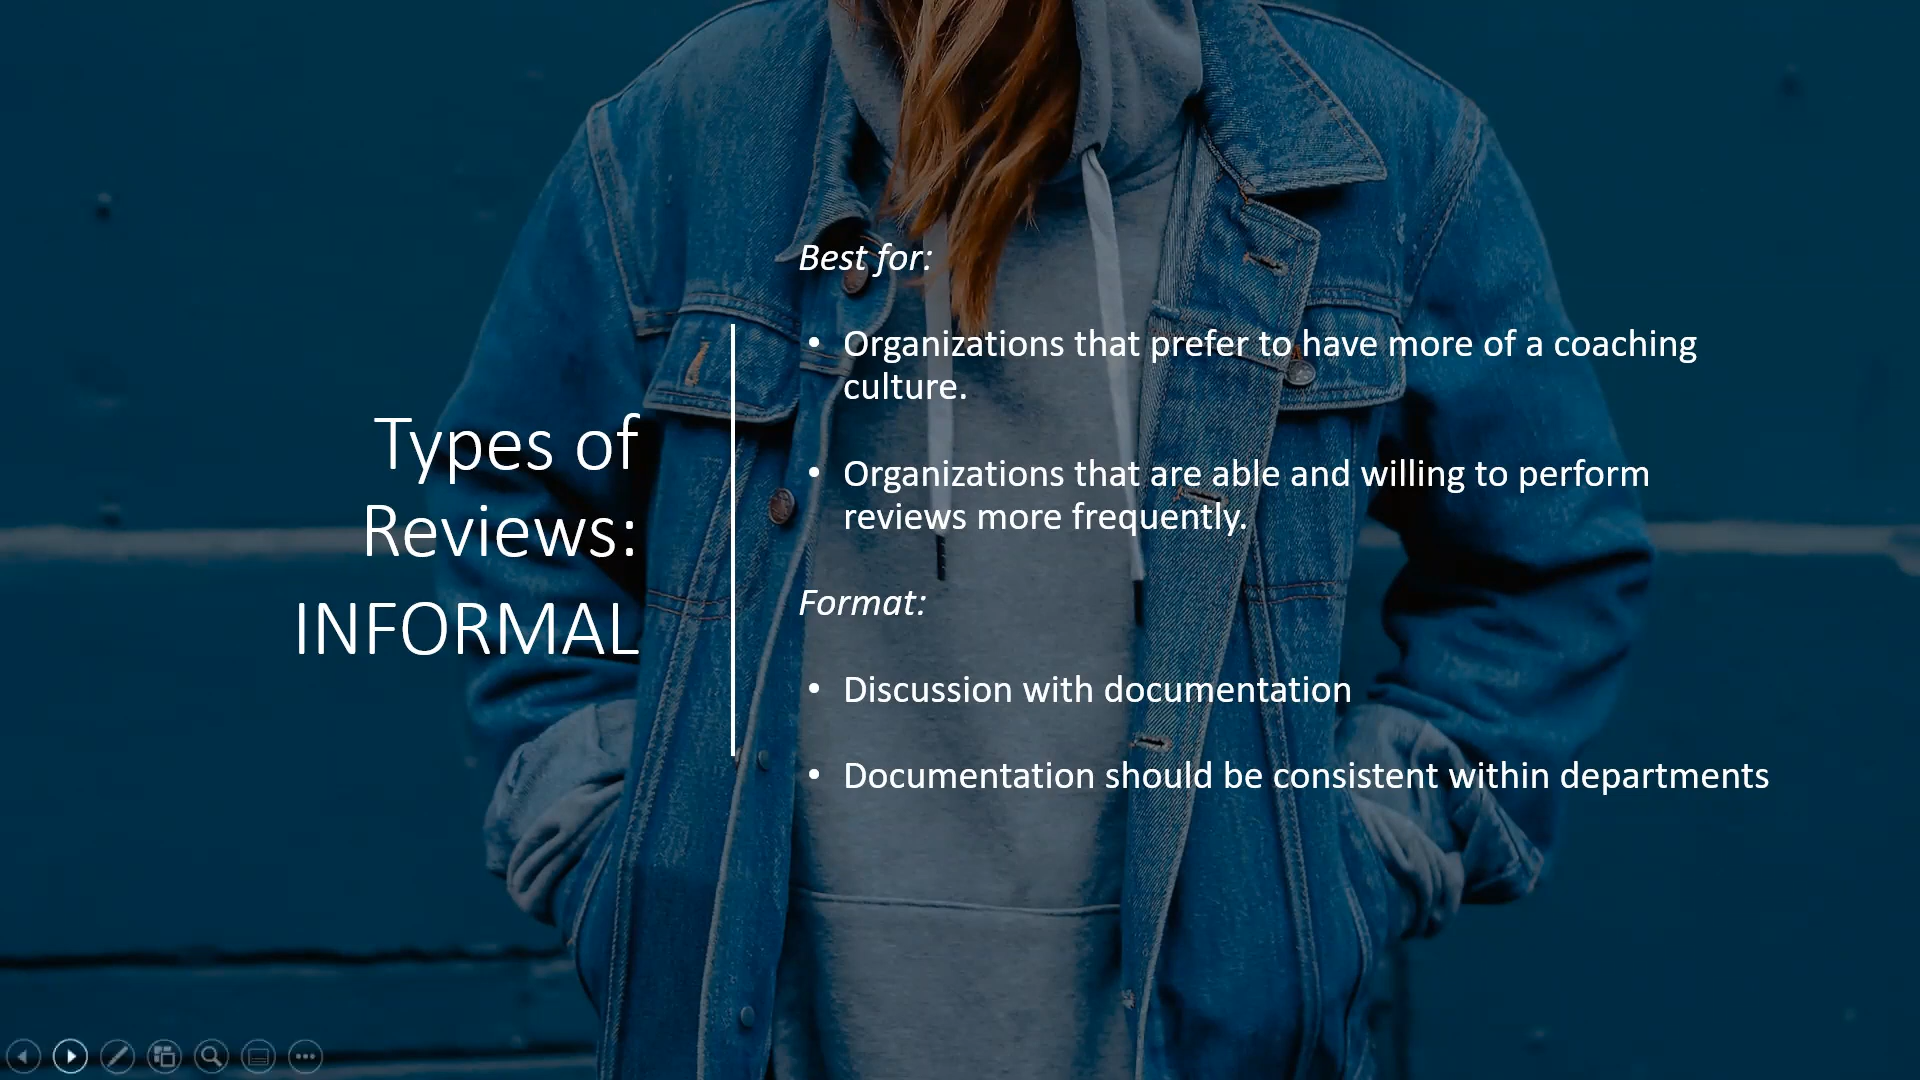 Types of
Reviews:
INFORMAL
Best for:
• Organizations that prefer to have more of a coaching
culture.
• Organizations that are able and willing to perform
reviews more frequently.
Format:
• Discussion with documentation
• Documentation should be consistent within departments